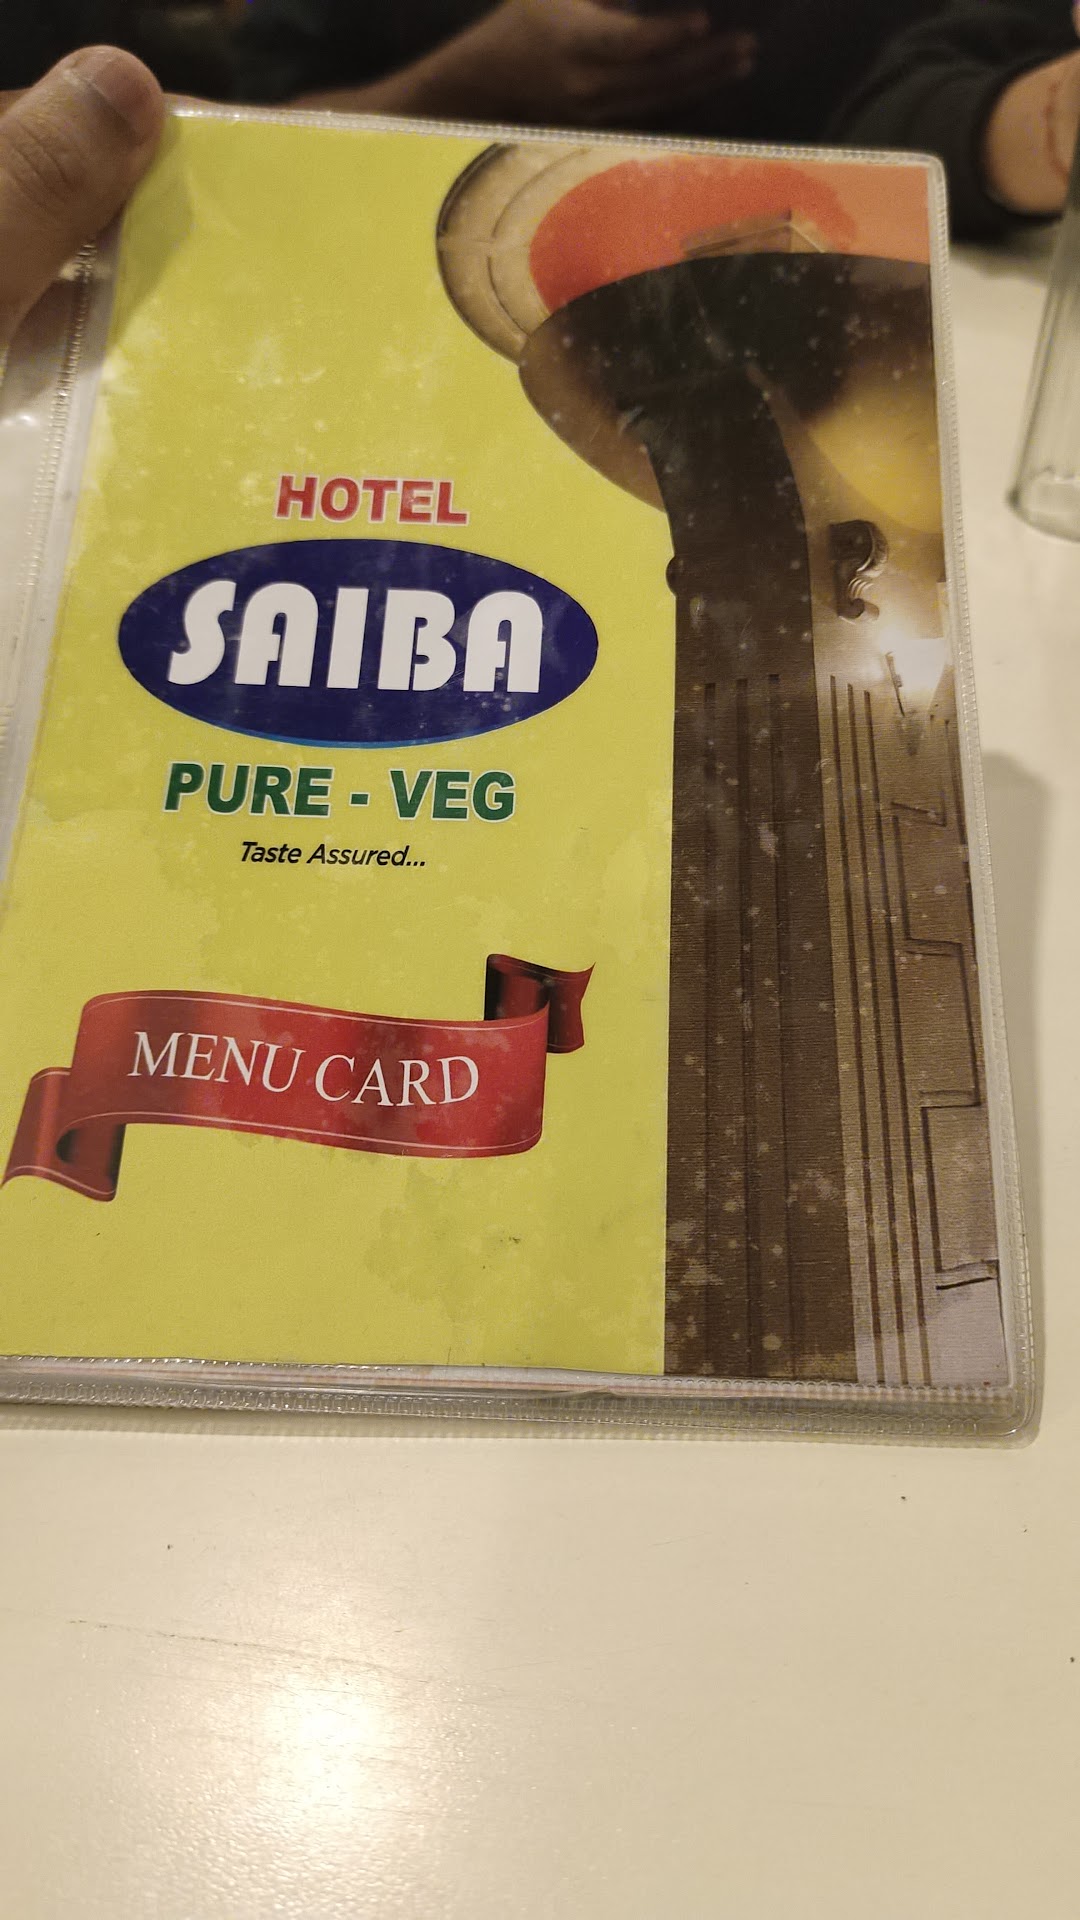 HOTEL
SAIBA
PURE - VEG
Taste Assured...
MENU CARD